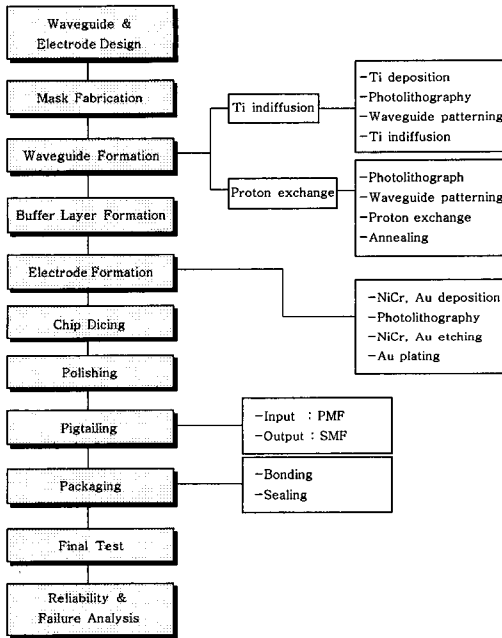 Waveguide &
Electrode Design
Mask Fabrication
Waveguide Formation
Ti indiffusion
-Ti deposition
-Photolithography
-Waveguide patterning
-Ti indiffusion
Proton exchange
-Photolithograph
-Waveguide patterning
-Proton exchange
-Annealing
Buffer Layer Formation
Electrode Formation
-NiCr, Au deposition
-Photolithography
-NiCr, Au etching
-Au plating
Chip Dicing
Polishing
Pigtailing
-Input : PMF
-Output : SMF
Packaging
-Bonding
-Sealing
Final Test
Reliability &
Failure Analysis